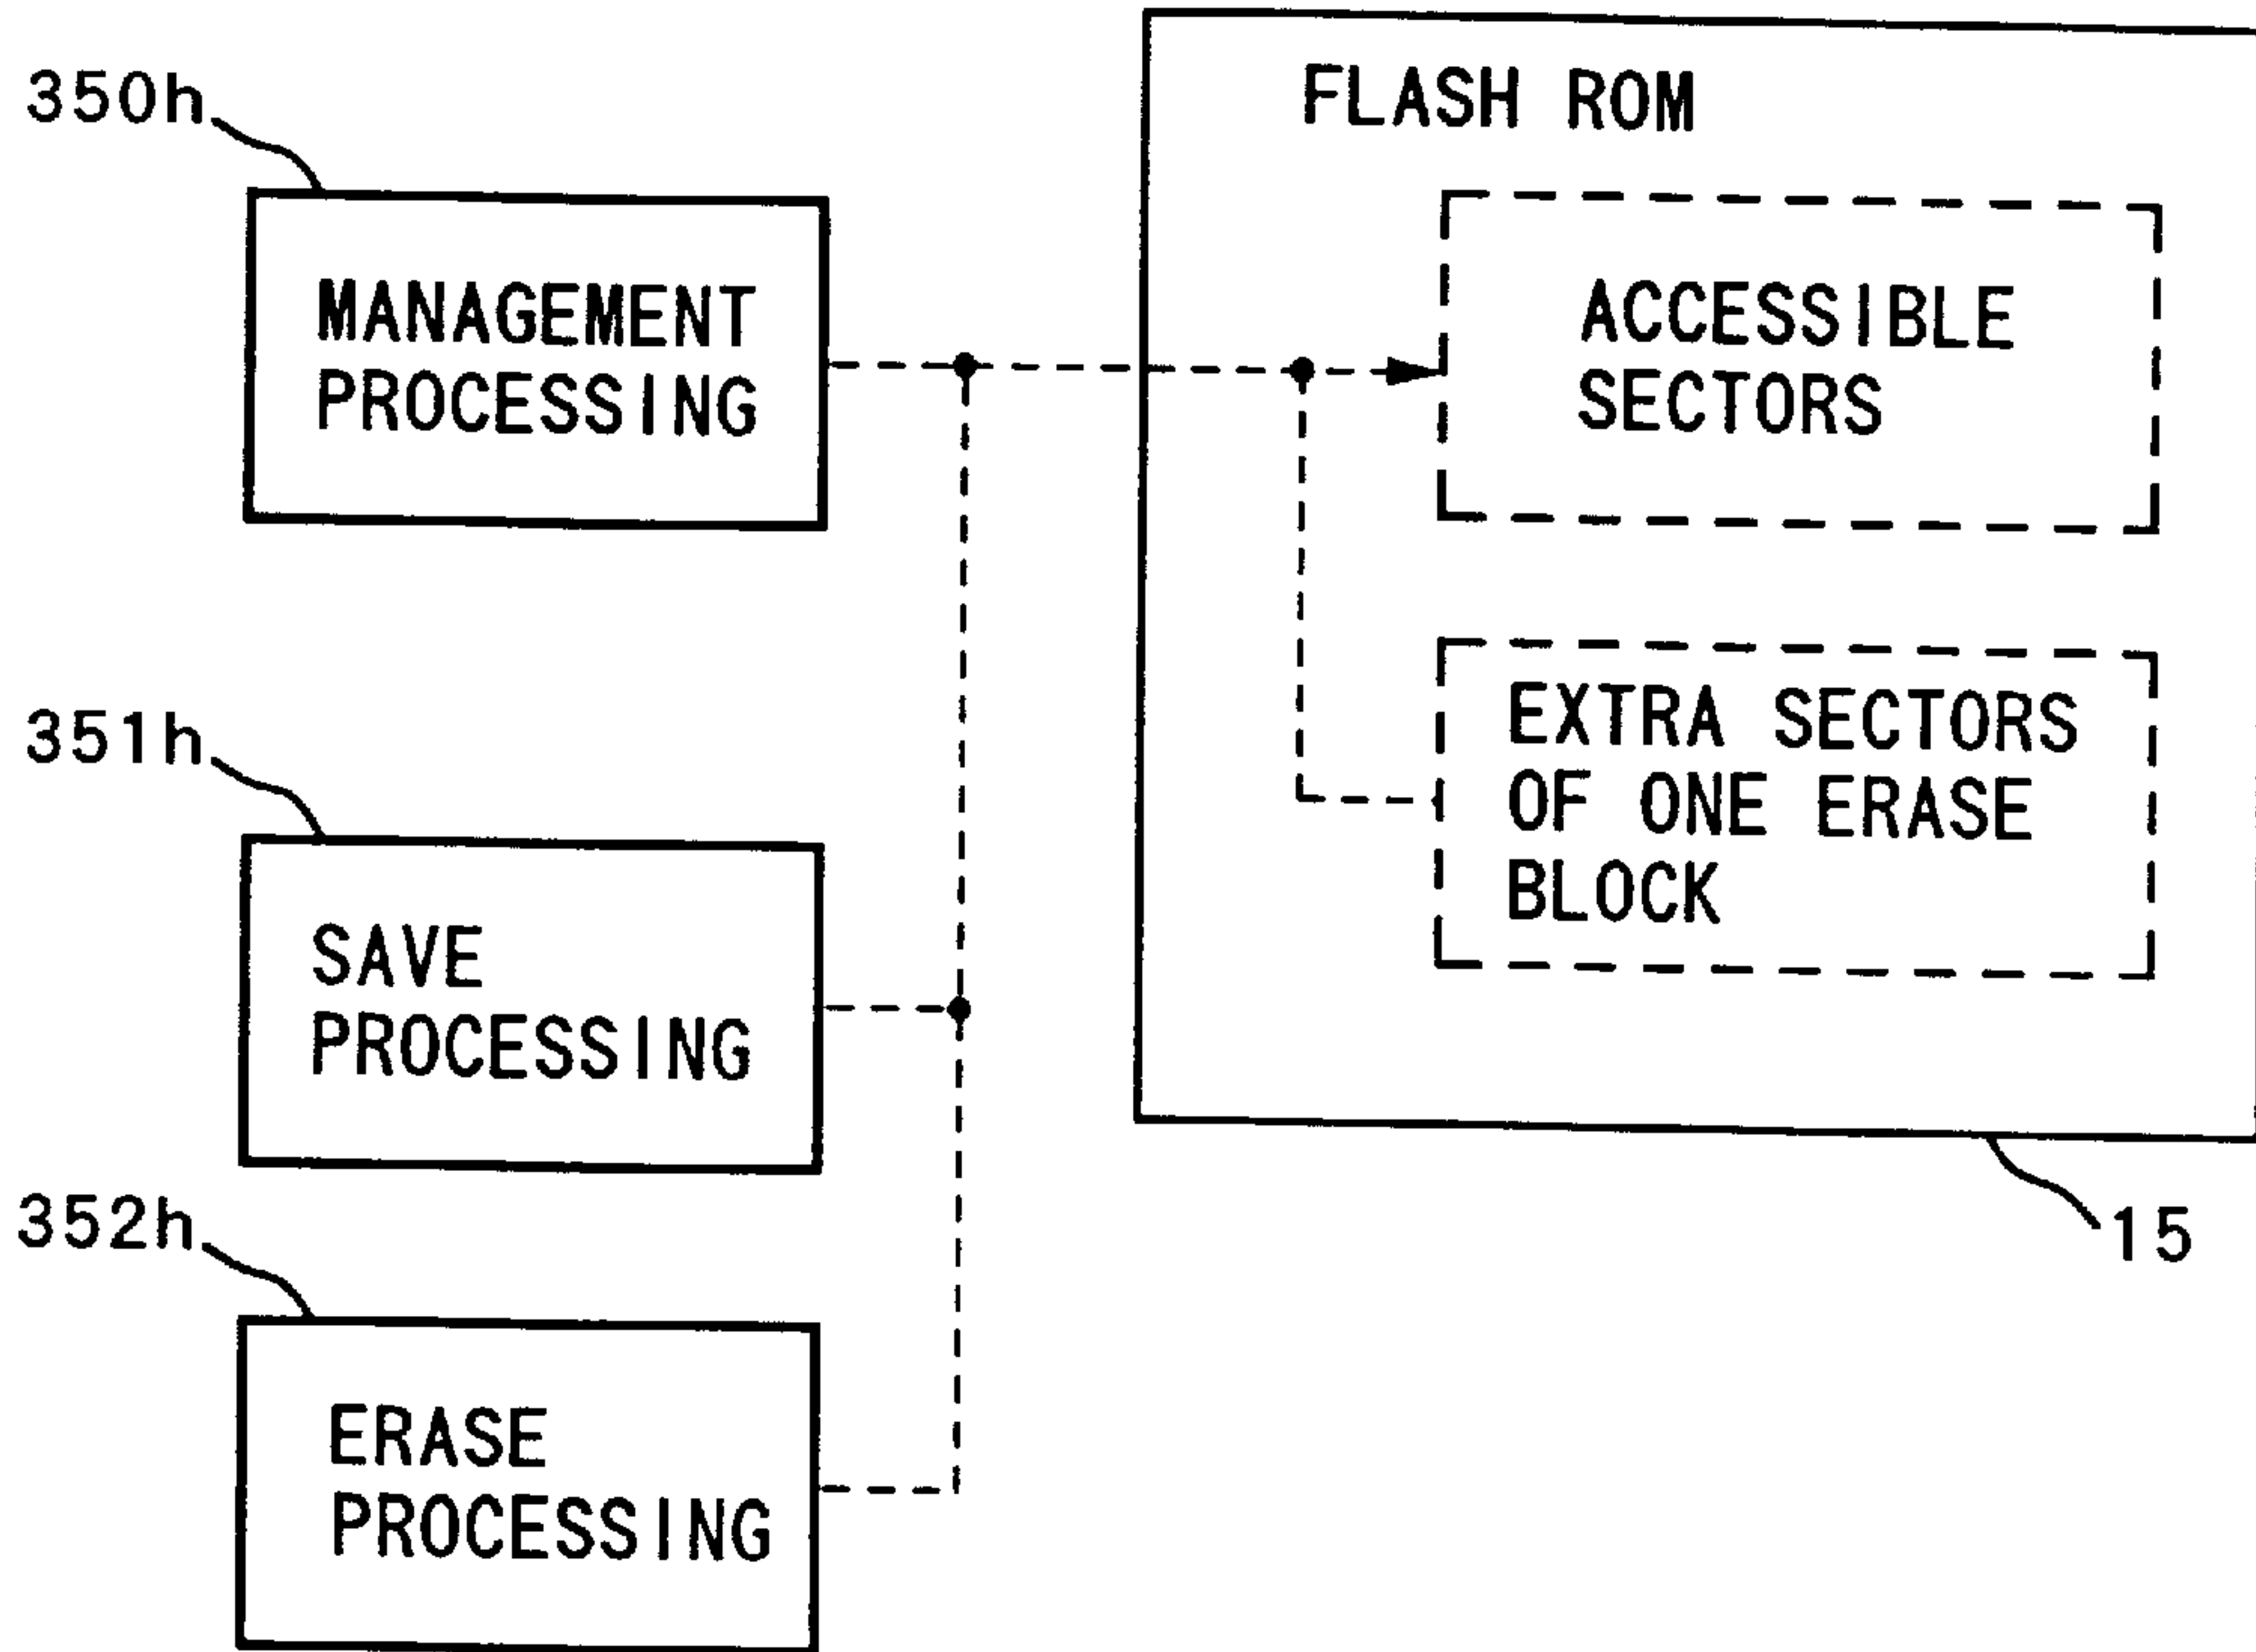 350h
MANAGEMENT
PROCESSING
351h
SAVE
PROCESSING
352h
ERASE
PROCESSING
FLASH ROM
ACCESSIBLE
SECTORS
EXTRA SECTORS
OF ONE ERASE
BLOCK
15